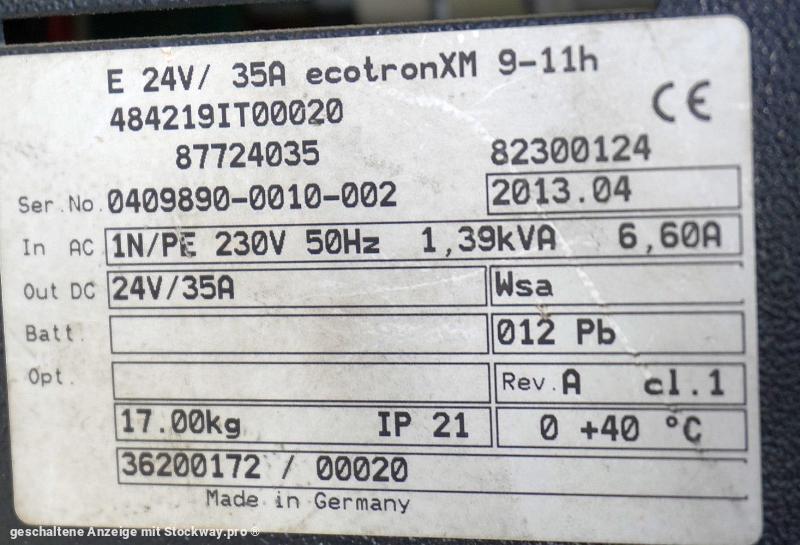 E 24V/ 35A ecotronXM 9-11h
484219IT00020
CE
87724035 82300124
Ser.No. 0409890-0010-002 2013.04
In AC 1N/PE 230V 50Hz 1,39kVA 6,60A
Out DC 24V/35A Wsa
Batt. 012 Pb
Opt. Rev.A cl.1
17.00kg IP 21 0 +40 °C
36200172 / 00020
Made in Germany
geschaltene Anzeige mit Stockway.pro ®